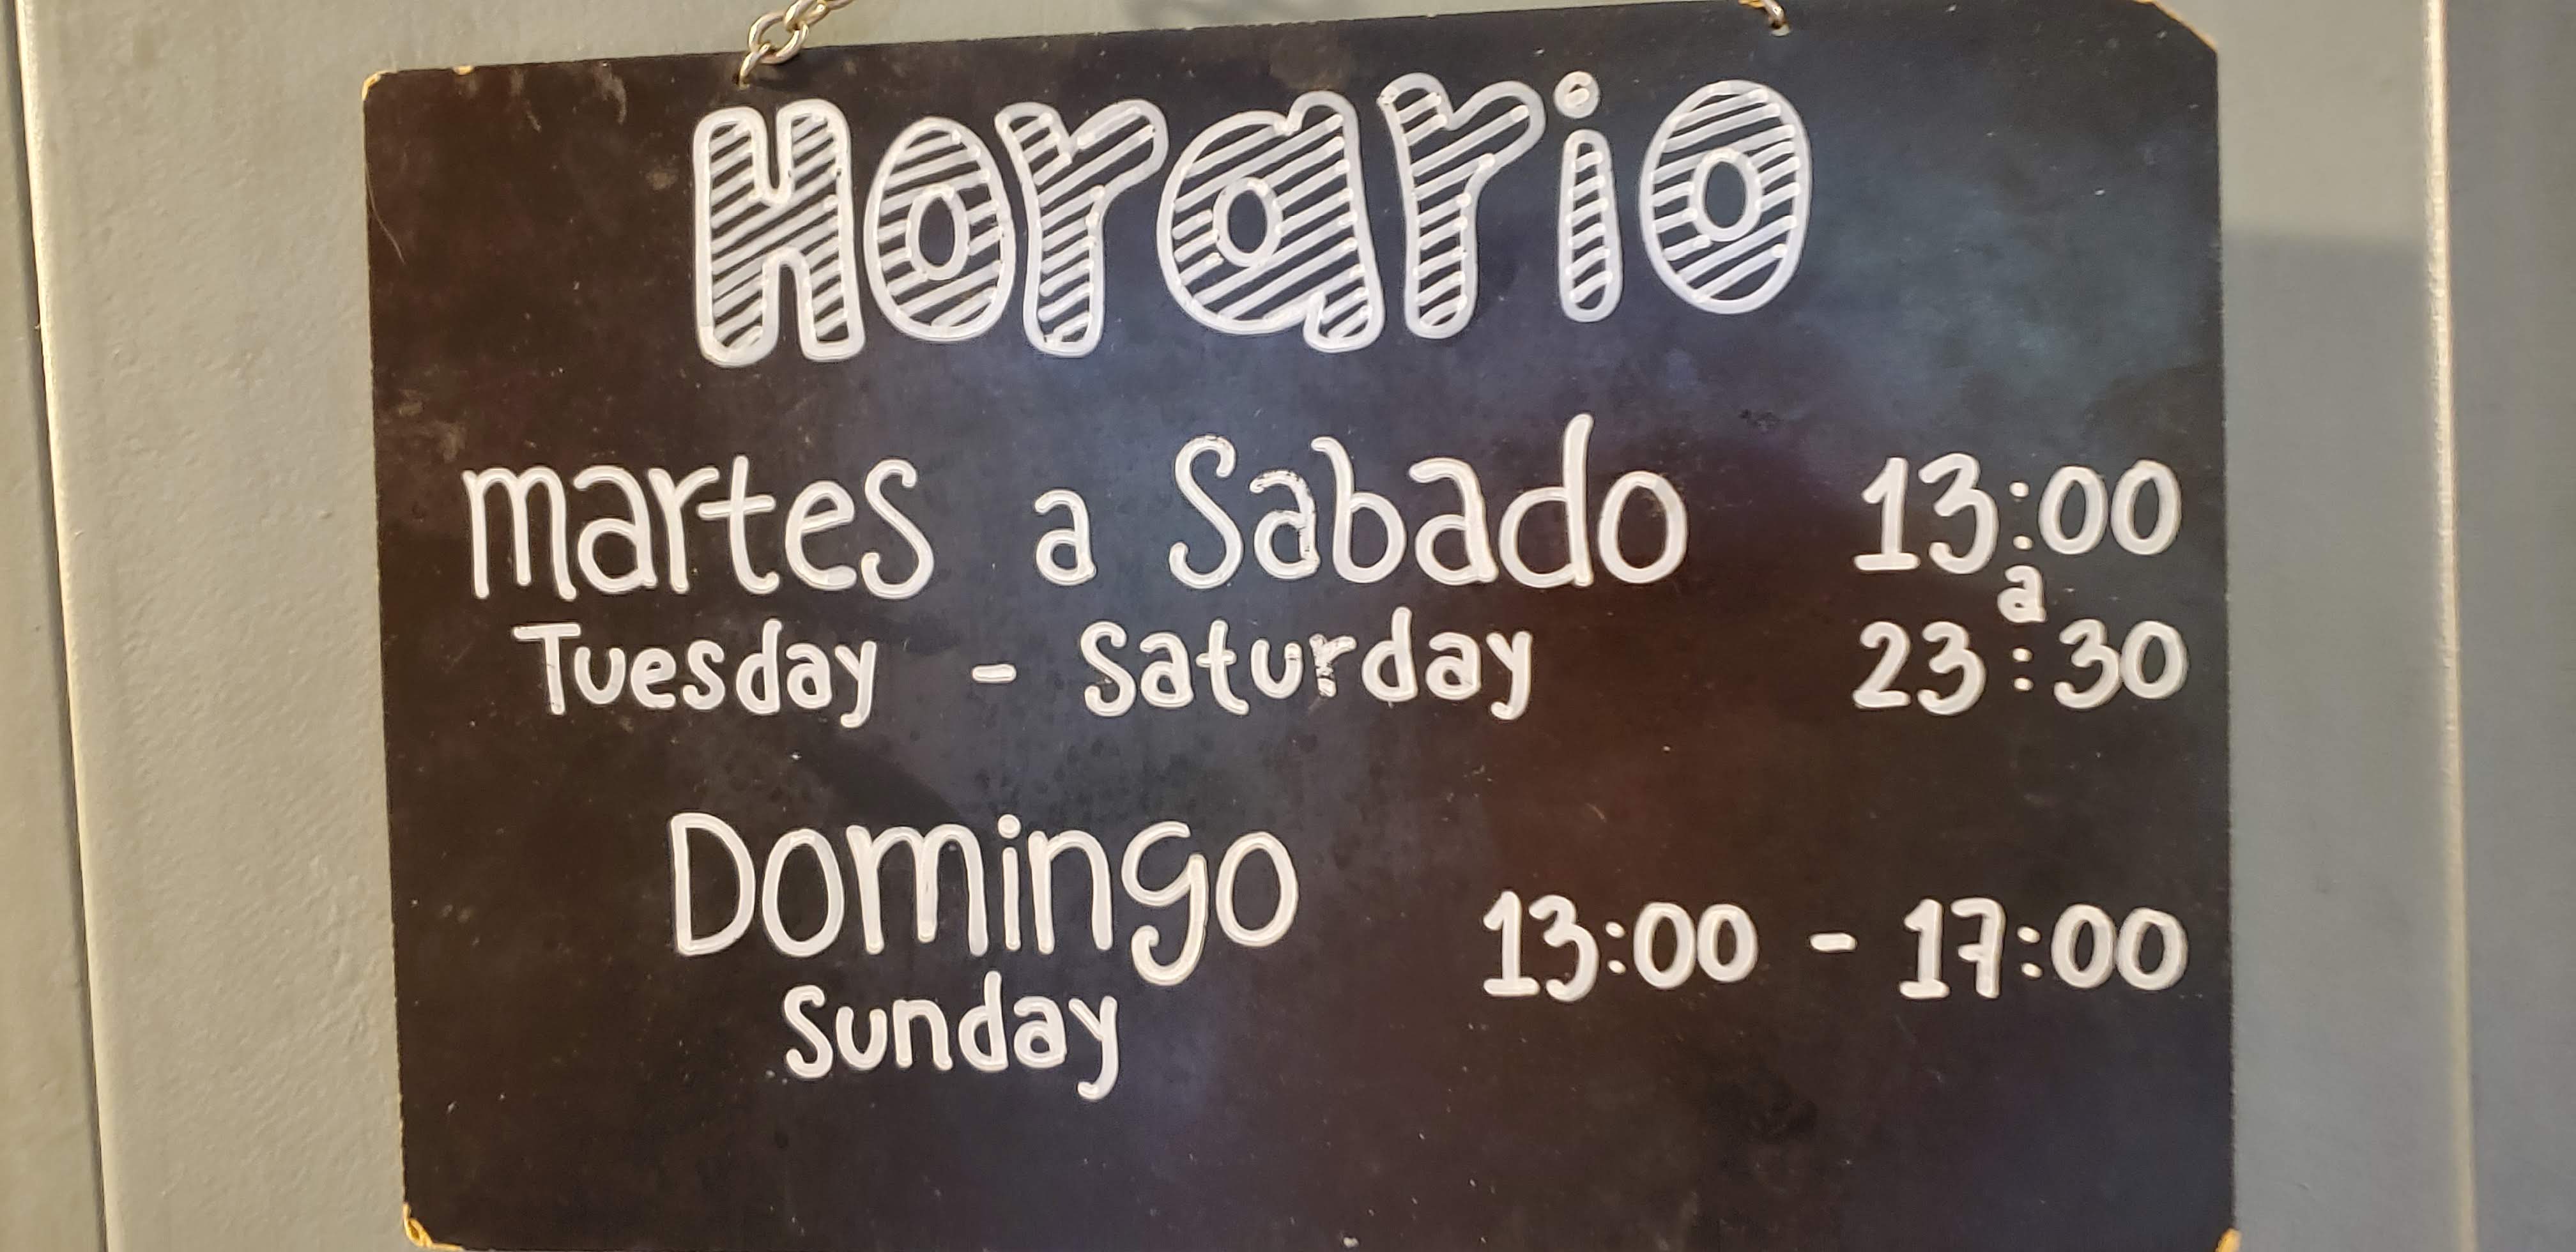 Horario
martes a Sabado 13:00
a
Tuesday - Saturday 23:30
Domingo
13:00 - 17:00
Sunday